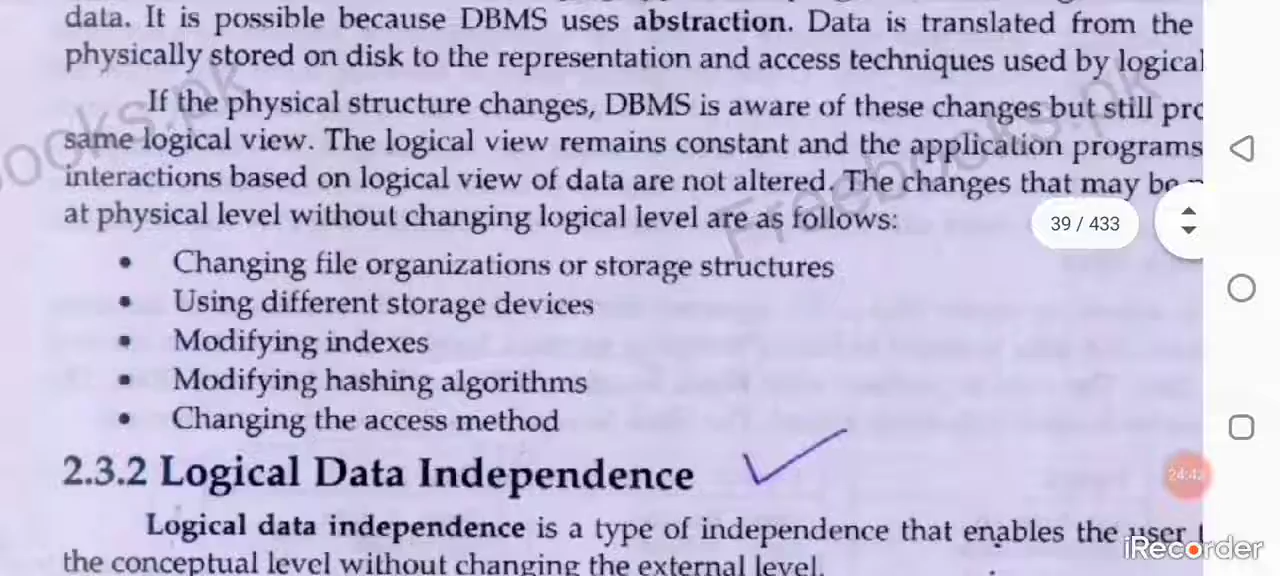 data. It is possible because DBMS uses abstraction. Data is translated from the
physically stored on disk to the representation and access techniques used by logical
If the physical structure changes, DBMS is aware of these changes but still pro
same logical view. The logical view remains constant and the application programs
interactions based on logical view of data are not altered. The changes that may be
at physical level without changing logical level are as follows:
39 / 433
• Changing file organizations or storage structures
• Using different storage devices
• Modifying indexes
• Modifying hashing algorithms
• Changing the access method
2.3.2 Logical Data Independence
24:42
Logical data independence is a type of independence that enables the user
the conceptual level without changing the external level.
iRecorder
Freebooks.pk
ooks.pk